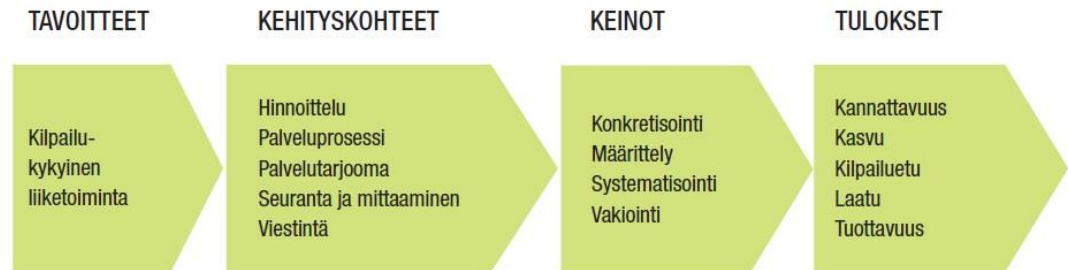 TAVOITTEET
Kilpailu-
kykyinen
liiketoiminta
KEHITYSKOHTEET
Hinnoittelu
Palveluprosessi
Palvelutarjooma
Seuranta ja mittaaminen
Viestintä
KEINOT
Konkretisointi
Määrittely
Systematisointi
Vakiointi
TULOKSET
Kannattavuus
Kasvu
Kilpailuetu
Laatu
Tuottavuus